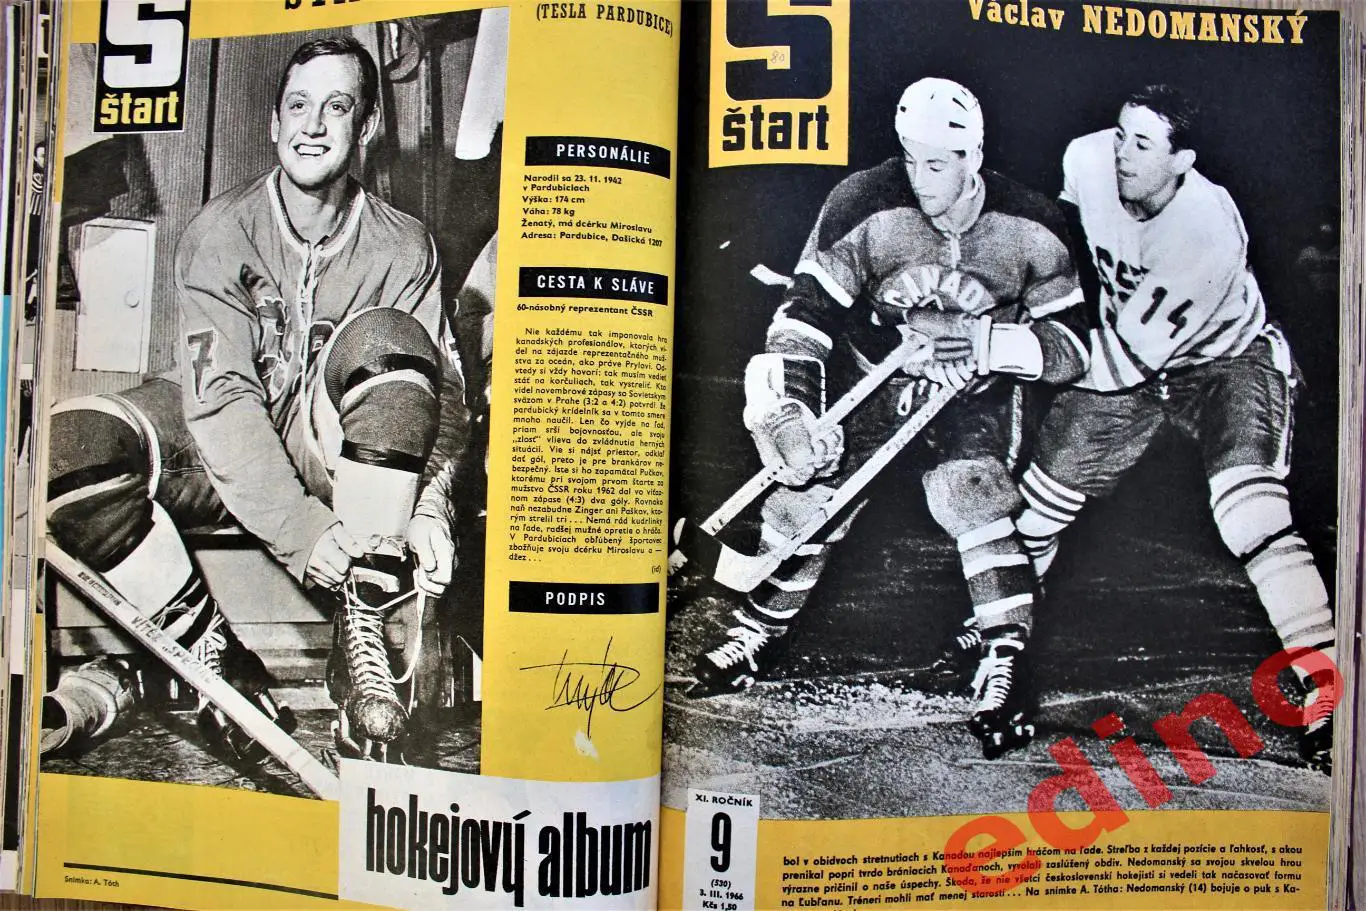 S
štart
(TESLA PARDUBICE)
PERSONÁLIE
Narodil sa 23. 11. 1942
v Pardubiciach
Výška: 174 cm
Váha: 78 kg
Ženatý, má dcérku Miroslavu
Adresa: Pardubice, Dašická 1207
CESTA K SLÁVE
60-násobný reprezentant ČSSR
Nie každému tak imponovala hra
kanadských profesionálov, ktorých vi-
del na zájazde reprezentačného muž-
stva za oceán, ako práve Prylovi. Od-
vtedy si vždy hovorí: tak musím vedieť
stáť na korčuliach, tak vystreliť. Kto
videl novembrové zápasy so Sovietskym
sväzom v Prahe (3:2 a 4:2) potvrdí že
pardubický krídelník sa v tomto smere
mnoho naučil. Len čo vyjde na ľad,
priam srší bojovnosťou, ale svoju
„zlosť" vlieva do zvládnutia herných
situácií. Vie si nájsť priestor, odkiaľ
dať gól, preto je pre brankárov ne-
bezpečný. Iste si ho zapamätal Pučkov,
ktorému pri svojom prvom štarte za
mužstvo ČSSR roku 1962 dal vo víťaz-
nom zápase (4:3) dva góly. Rovnako
naň nezabudne Zinger ani Paškov, kto-
rým strelil tri... Nemá rád kudrlinky
na ľade, radšej mužné opretie o hráča.
V Pardubiciach obľúbený športovec
zbožňuje svoju dcérku Miroslavu a –
džez...
(id)
PODPIS
7
hokejový album
Snímka: A. Tóth
S
80
štart
Václav NEDOMANSKÝ
CANADA
14
XI. ROČNÍK
9
(530)
3. III. 1966
Kčs 1,50
bol v obidvoch stretnutiach s Kanadou najlepším hráčom na ľade. Streľba z každej pozície a ľahkosť, s akou
prenikal popri tvrdo brániacich Kanaďanoch, vyvolali zaslúžený obdiv. Nedomanský sa svojou skvelou hrou
výrazne pričinil o naše úspechy. Škoda, že nie všetci československí hokejisti si vedeli tak načasovať formu
Tréneri mohli mať menej starostí... Na snímke A. Tótha: Nedomanský (14) bojuje o puk s Ka-
na Ľubľanu.
edino